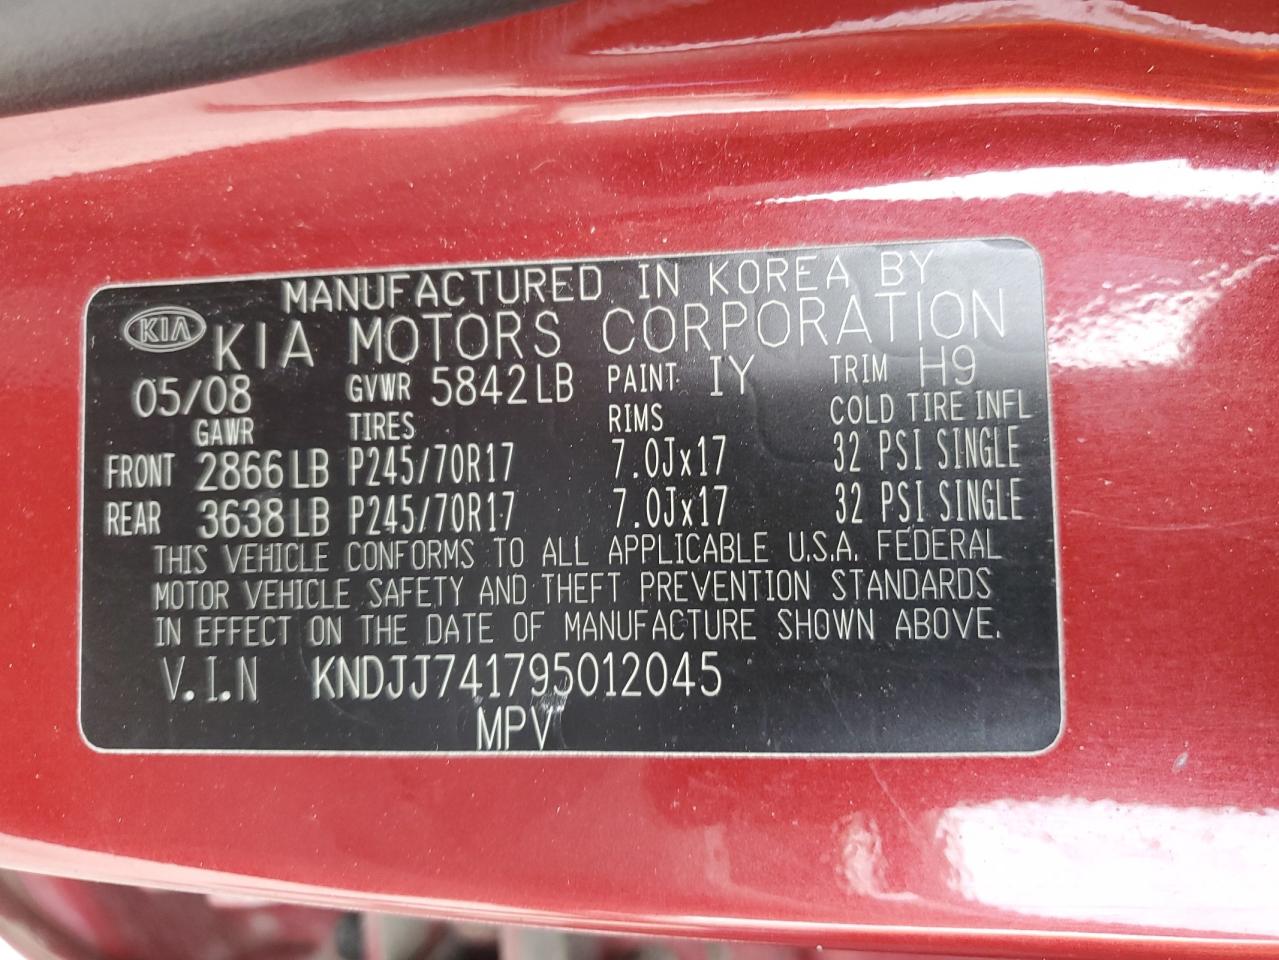 MANUFACTURED IN KOREA BY
KIA KIA MOTORS CORPORATION
05/08 GVWR 5842LB PAINT IY TRIM H9
GAWR TIRES RIMS COLD TIRE INFL
FRONT 2866LB P245/70R17 7.0Jx17 32 PSI SINGLE
REAR 3638LB P245/70R17 7.0Jx17 32 PSI SINGLE
THIS VEHICLE CONFORMS TO ALL APPLICABLE U.S.A. FEDERAL
MOTOR VEHICLE SAFETY AND THEFT PREVENTION STANDARDS
IN EFFECT ON THE DATE OF MANUFACTURE SHOWN ABOVE.
V.I.N KNDJJ741795012045
MPV